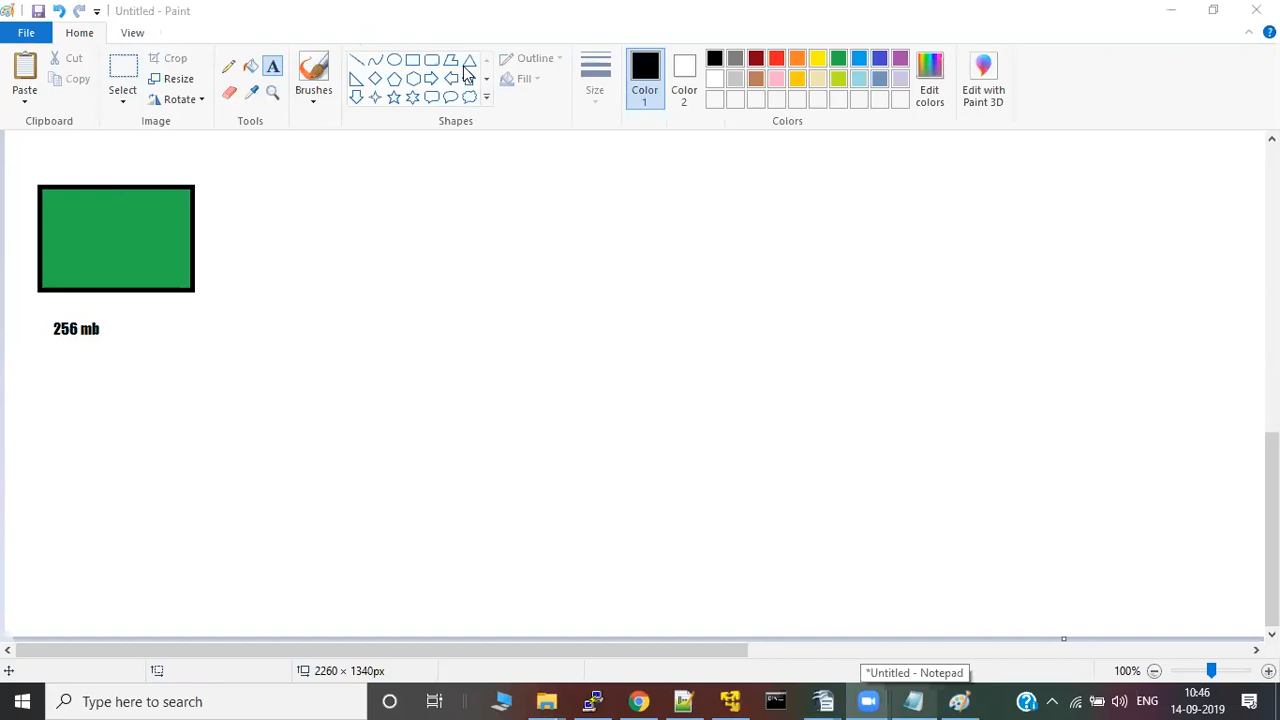 Untitled - Paint
File Home View
Paste
Cut
Copy
Clipboard
Select
Crop
Resize
Rotate
Image
A
Tools
Brushes
Shapes
Outline
Fill
Size
Color 1
Color 2
Edit colors
Edit with Paint 3D
Colors
256 mb
2260 × 1340px
*Untitled - Notepad
100%
Type here to search
ENG
10:46
14-09-2019